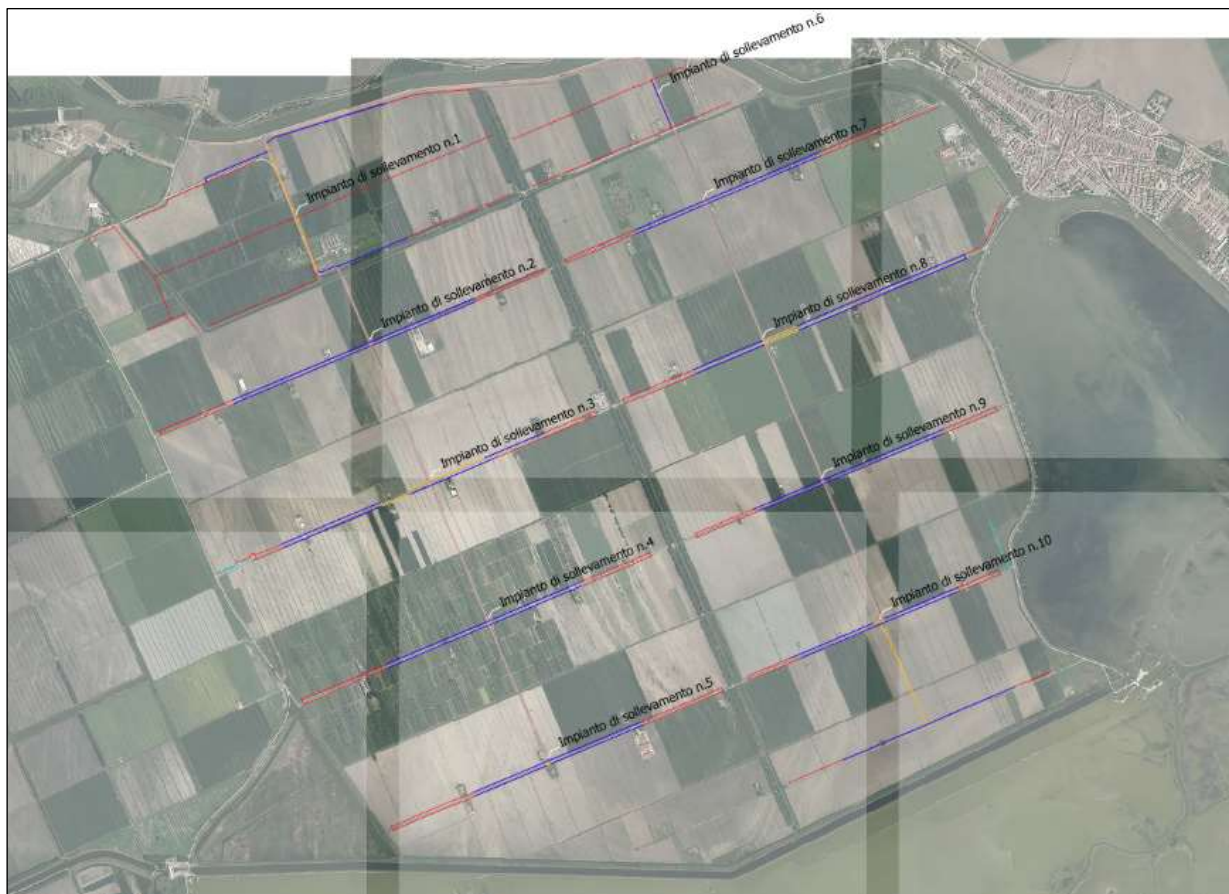 Impianto di sollevamento n.6
Impianto di sollevamento n.1
Impianto di sollevamento n.7
Impianto di sollevamento n.2
Impianto di sollevamento n.8
Impianto di sollevamento n.3
Impianto di sollevamento n.9
Impianto di sollevamento n.4
Impianto di sollevamento n.10
Impianto di sollevamento n.5